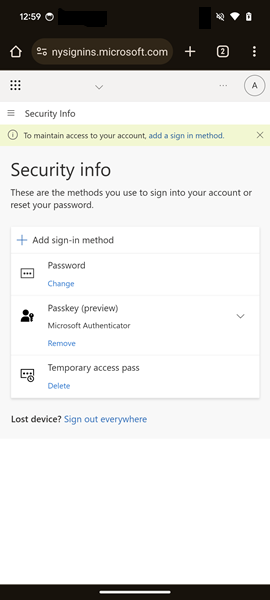 12:59
nysignins.microsoft.com
2
A
Security Info
To maintain access to your account, add a sign in method.
Security info
These are the methods you use to sign into your account or
reset your password.
Add sign-in method
Password
Change
Passkey (preview)
Microsoft Authenticator
Remove
Temporary access pass
Delete
Lost device? Sign out everywhere